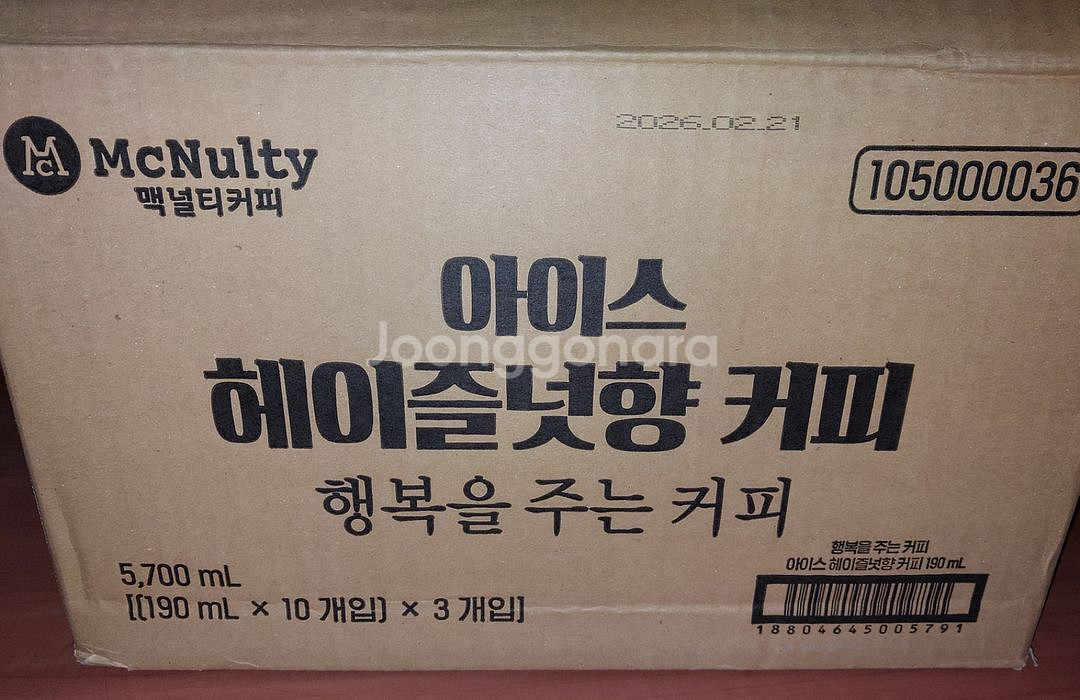 2026.02.21
Mc McNulty
맥널티커피
105000036
아이스
Joonggonara
헤이즐넛향 커피
행복을 주는 커피
행복을 주는 커피
아이스 헤이즐넛향 커피 190 mL
5,700 mL
[(190 mL × 10 개입) × 3 개입]
18804645005791